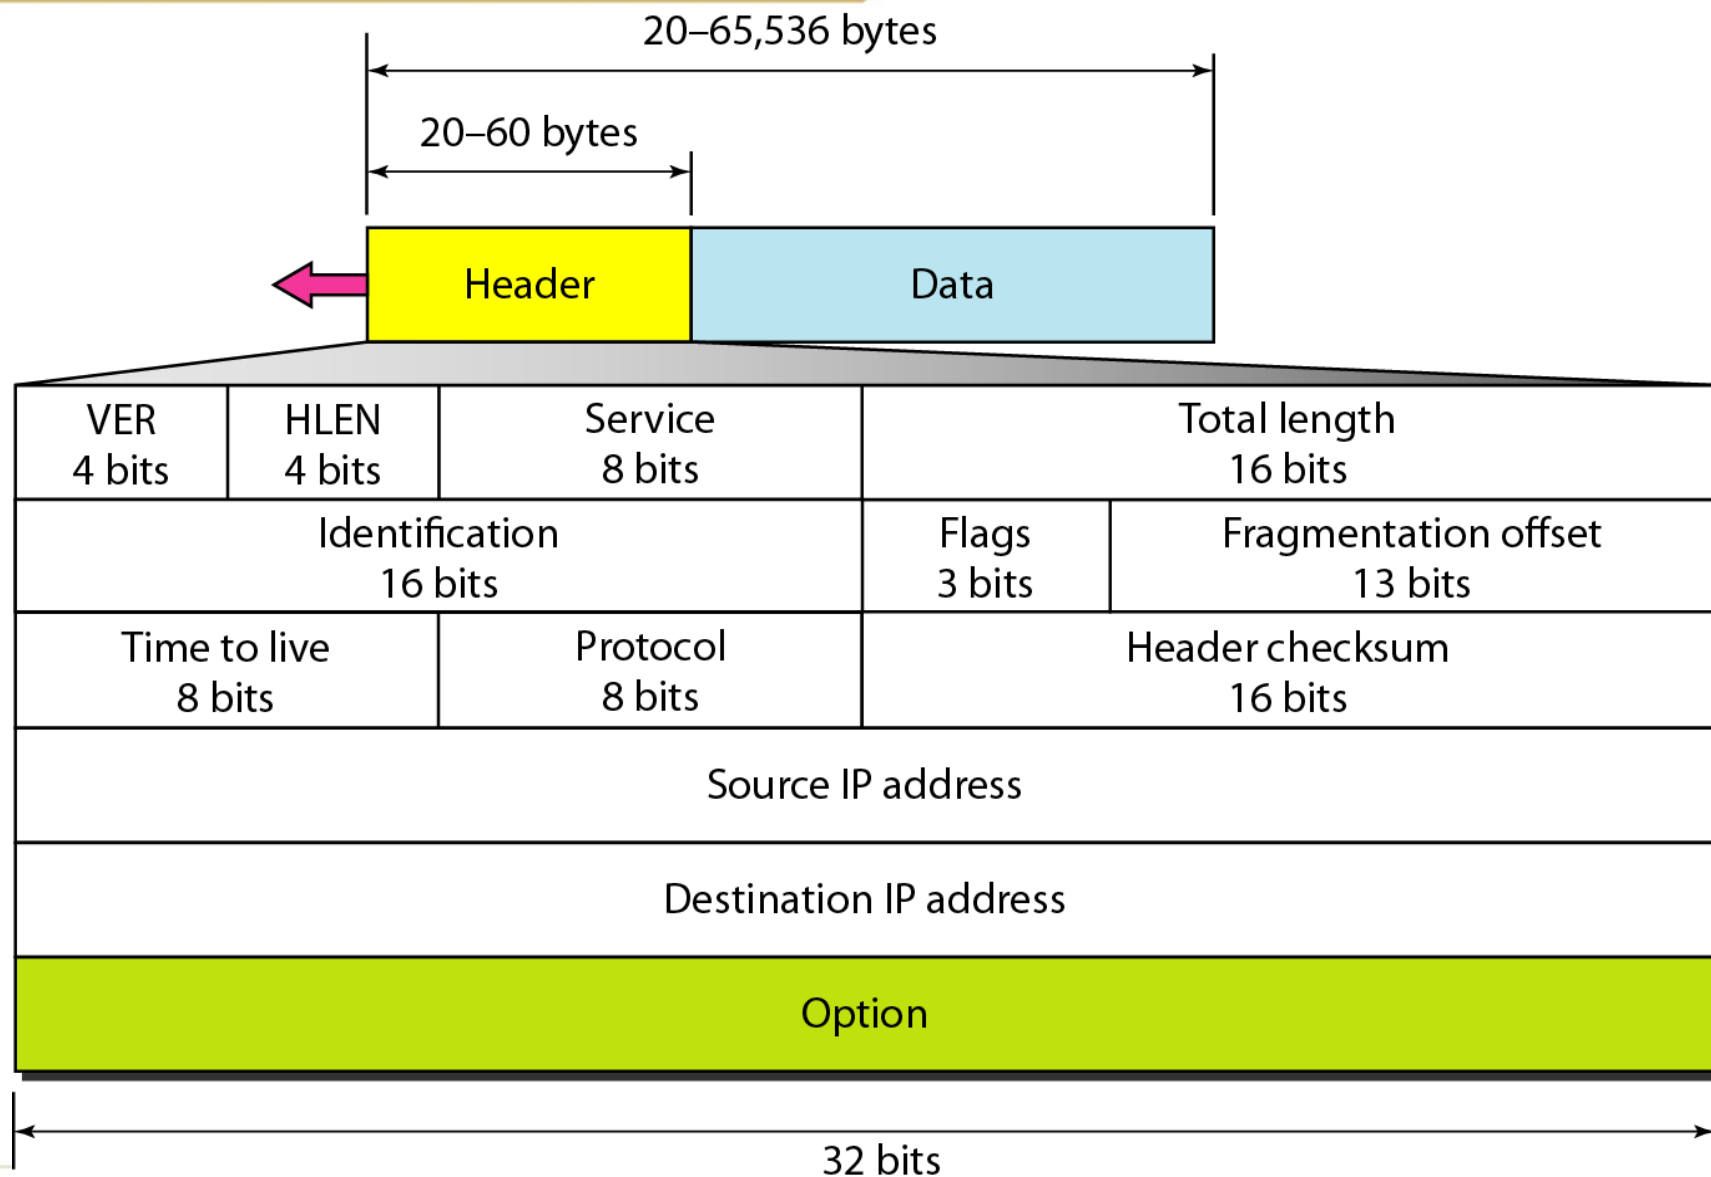 20–65,536 bytes
20–60 bytes
Header
Data
VER
4 bits
HLEN
4 bits
Service
8 bits
Total length
16 bits
Identification
16 bits
Flags
3 bits
Fragmentation offset
13 bits
Time to live
8 bits
Protocol
8 bits
Header checksum
16 bits
Source IP address
Destination IP address
Option
32 bits